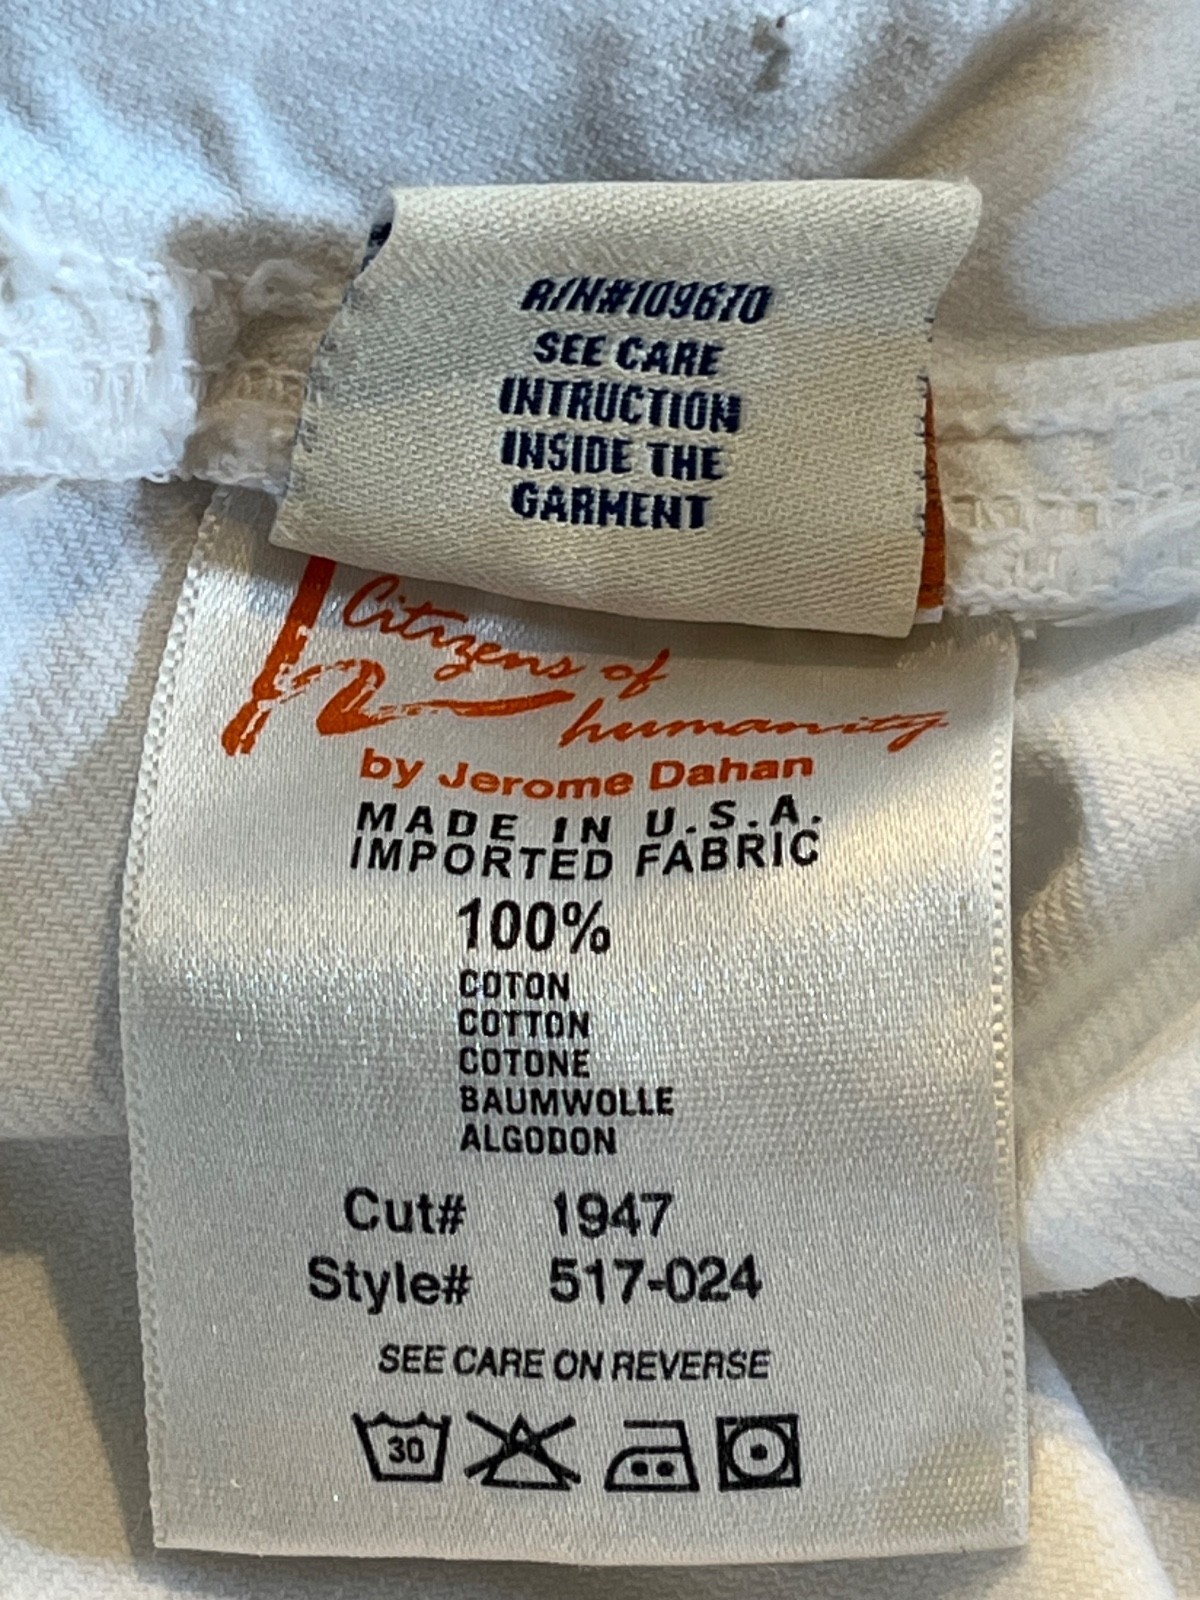 R/N#109670
SEE CARE
INTRUCTION
INSIDE THE
GARMENT
Citizens of
humanity
by Jerome Dahan
MADE IN U.S.A.
IMPORTED FABRIC
100%
COTON
COTTON
COTONE
BAUMWOLLE
ALGODON
Cut# 1947
Style# 517-024
SEE CARE ON REVERSE
30